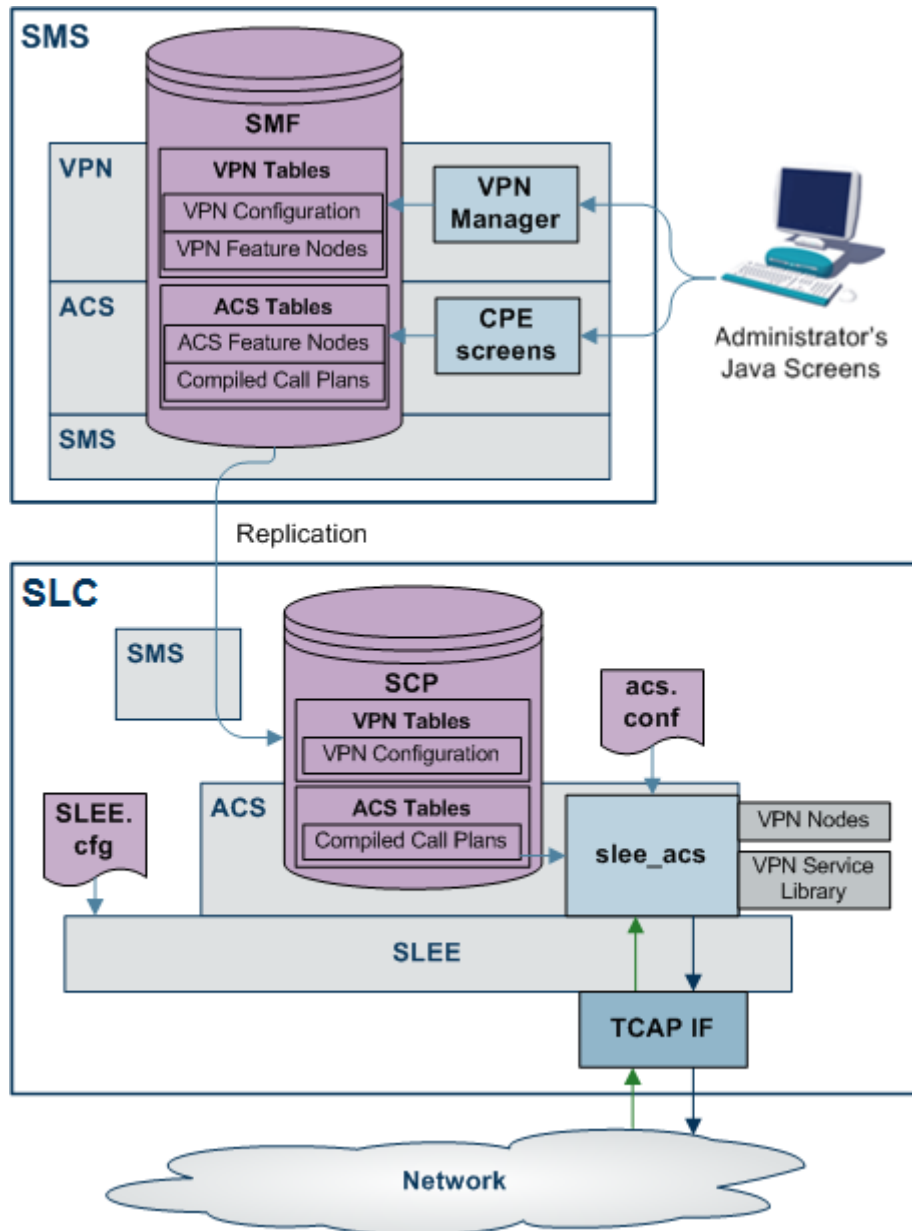 SMS
SMF
VPN
VPN Tables
VPN Configuration
VPN Feature Nodes
VPN
Manager
ACS
ACS Tables
ACS Feature Nodes
Compiled Call Plans
CPE
screens
SMS
Administrator's
Java Screens
Replication
SLC
SMS
SCP
VPN Tables
VPN Configuration
acs.
conf
SLEE.
cfg
ACS
ACS Tables
Compiled Call Plans
slee_acs
VPN Nodes
VPN Service
Library
SLEE
TCAP IF
Network